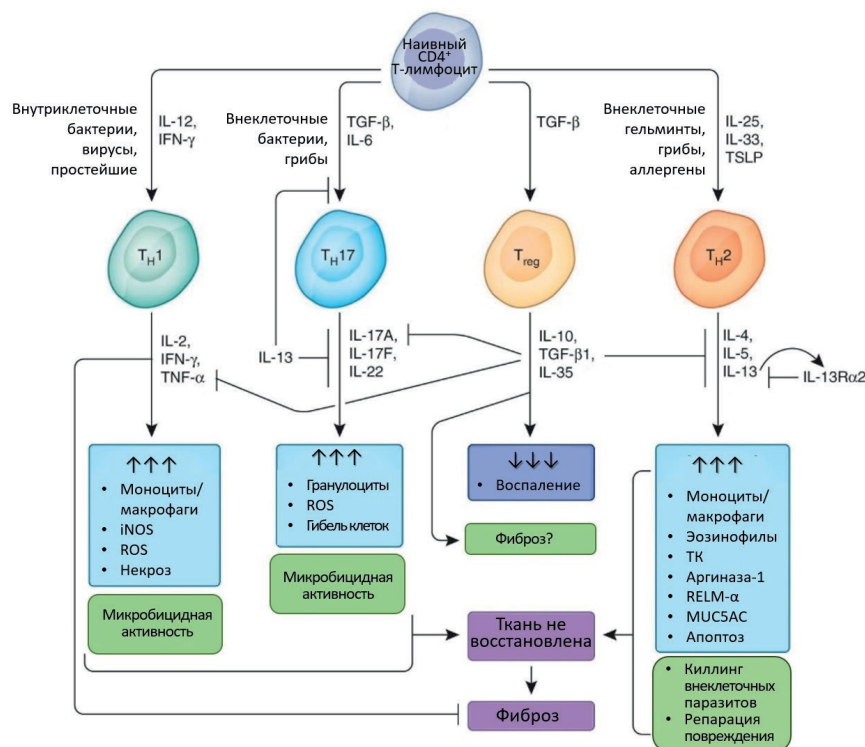 Наивный
CD4⁺
Т-лимфоцит
Внутриклеточные
бактерии,
вирусы,
простейшие
IL-12,
IFN-γ
Внеклеточные
бактерии,
грибы
TGF-β,
IL-6
TGF-β
Внеклеточные
гельминты,
грибы,
аллергены
IL-25,
IL-33,
TSLP
TH1
TH17
Treg
TH2
IL-2,
IFN-γ,
TNF-α
IL-13
IL-17A,
IL-17F,
IL-22
IL-10,
TGF-β1,
IL-35
IL-4,
IL-5,
IL-13
IL-13Rα2
↑↑↑
• Моноциты/
макрофаги
• iNOS
• ROS
• Некроз
Микробицидная
активность
↑↑↑
• Гранулоциты
• ROS
• Гибель клеток
Микробицидная
активность
↓↓↓
• Воспаление
Фиброз?
↑↑↑
• Моноциты/
макрофаги
• Эозинофилы
• ТК
• Аргиназа-1
• RELM-α
• MUC5AC
• Апоптоз
• Киллинг
внеклеточных
паразитов
• Репарация
повреждения
Ткань не
восстановлена
Фиброз